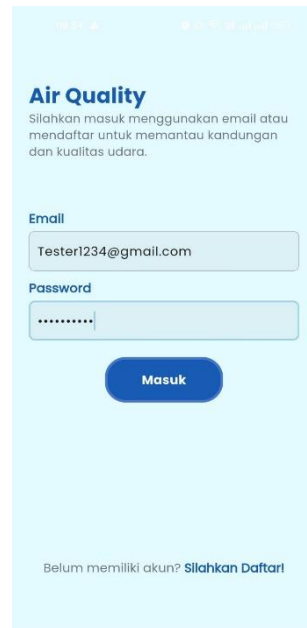 Air Quality
Silahkan masuk menggunakan email atau
mendaftar untuk memantau kandungan
dan kualitas udara.
Email
Tester1234@gmail.com
Password
••••••••••
Masuk
Belum memiliki akun? Silahkan Daftar!